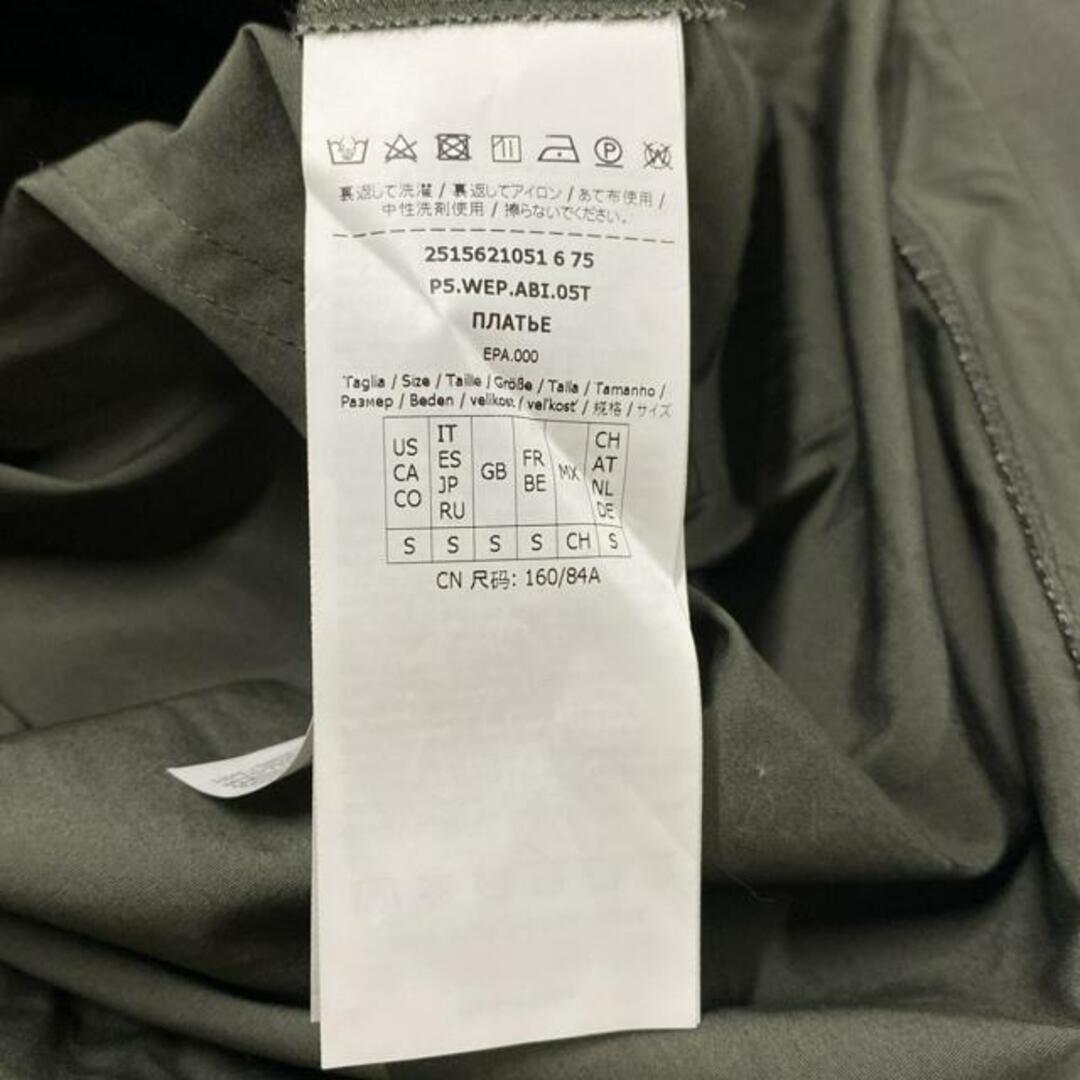 裏返して洗濯 / 裏返してアイロン / あて布使用 /
中性洗剤使用 / 擦らないでください。
2515621051 6 75
P5.WEP.ABI.05T
ПЛАТЬЕ
EPA.000
Taglia / Size / Taille / Größe / Talla / Tamanho /
Размер / Beden / velikost / veľkosť / 规格 / サイズ
US CA CO IT ES JP RU GB FR BE MX CH AT NL DE
S S S S CH S
CN 尺码: 160/84A